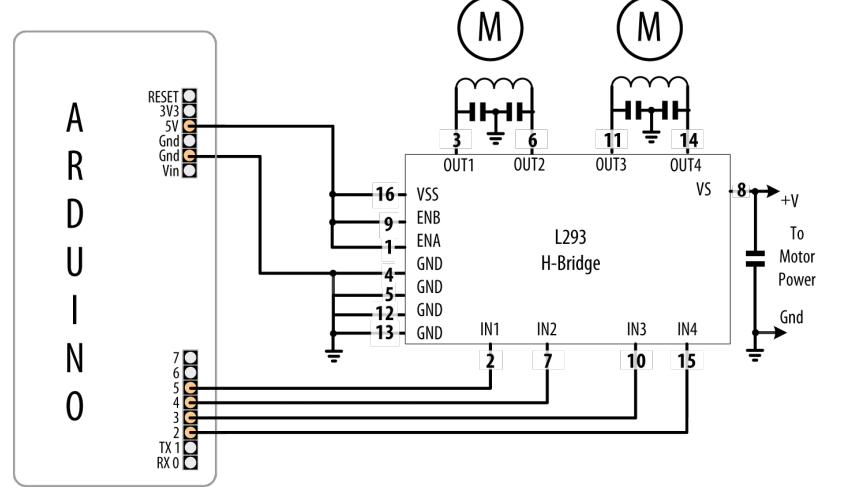 M
M
ARDUINO
RESET
3V3
5V
Gnd
Gnd
Vin
3
6
11
14
OUT1
OUT2
OUT3
OUT4
16
VSS
9
ENB
1
ENA
4
GND
5
GND
12
GND
13
GND
L293
H-Bridge
VS
8
+V
To
Motor
Power
Gnd
IN1
IN2
IN3
IN4
2
7
10
15
7
6
5
4
3
2
TX 1
RX 0